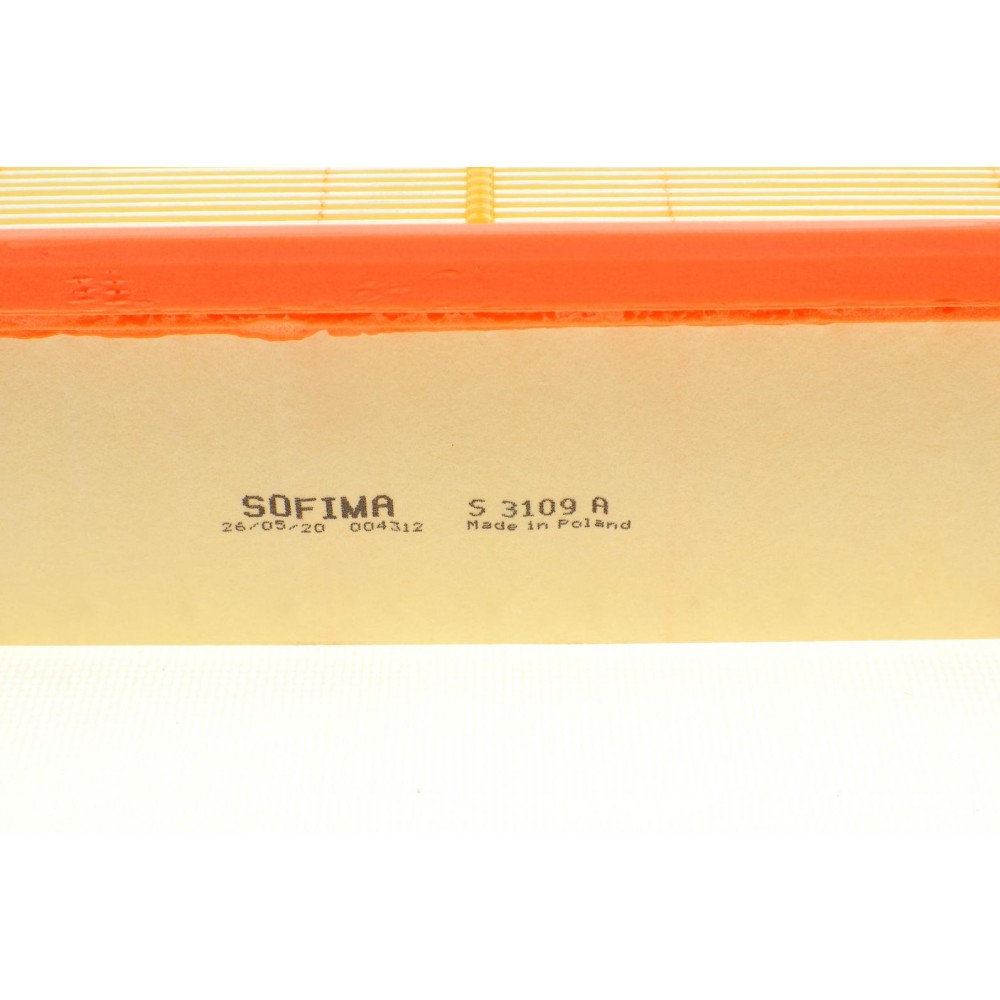 SOFIMA S 3109 A
26/05/20 004312 Made in Poland